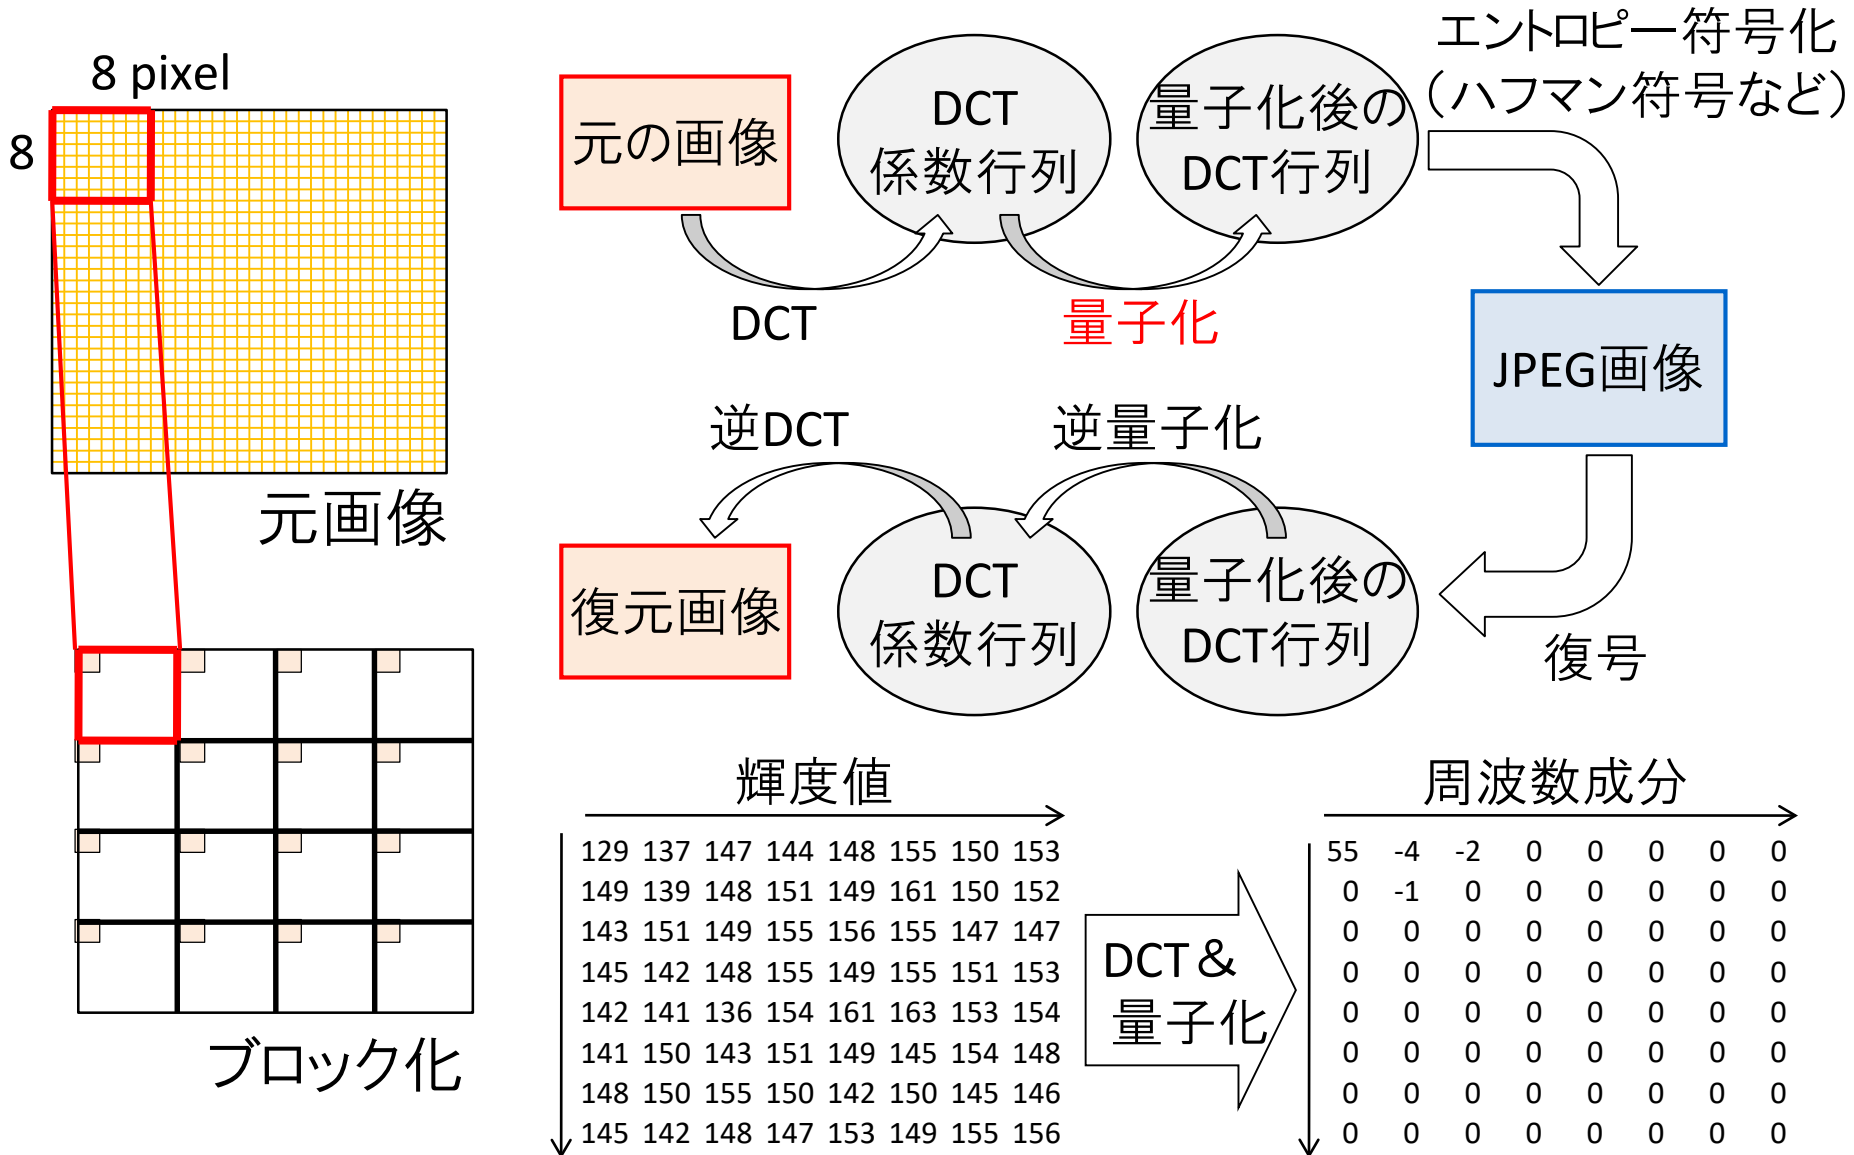 8 pixel
8
元画像
ブロック化
元の画像
DCT
係数行列
量子化後の
DCT行列
エントロピー符号化
（ハフマン符号など）
DCT
量子化
JPEG画像
逆DCT
逆量子化
復元画像
DCT
係数行列
量子化後の
DCT行列
復号
輝度値
129 137 147 144 148 155 150 153
149 139 148 151 149 161 150 152
143 151 149 155 156 155 147 147
145 142 148 155 149 155 151 153
142 141 136 154 161 163 153 154
141 150 143 151 149 145 154 148
148 150 155 150 142 150 145 146
145 142 148 147 153 149 155 156
DCT＆
量子化
周波数成分
55 -4 -2 0 0 0 0 0
0 -1 0 0 0 0 0 0
0 0 0 0 0 0 0 0
0 0 0 0 0 0 0 0
0 0 0 0 0 0 0 0
0 0 0 0 0 0 0 0
0 0 0 0 0 0 0 0
0 0 0 0 0 0 0 0